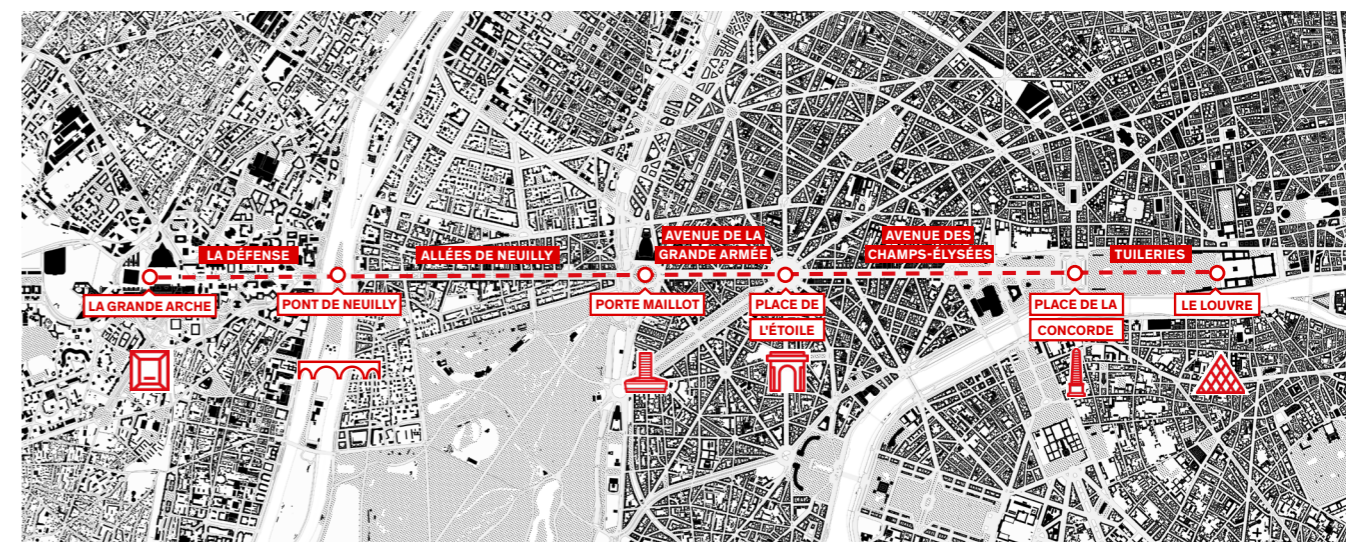 LA DÉFENSE
ALLÉES DE NEUILLY
AVENUE DE LA
GRANDE ARMÉE
AVENUE DES
CHAMPS-ÉLYSÉES
TUILERIES
LA GRANDE ARCHE
PONT DE NEUILLY
PORTE MAILLOT
PLACE DE
L'ÉTOILE
PLACE DE LA
CONCORDE
LE LOUVRE